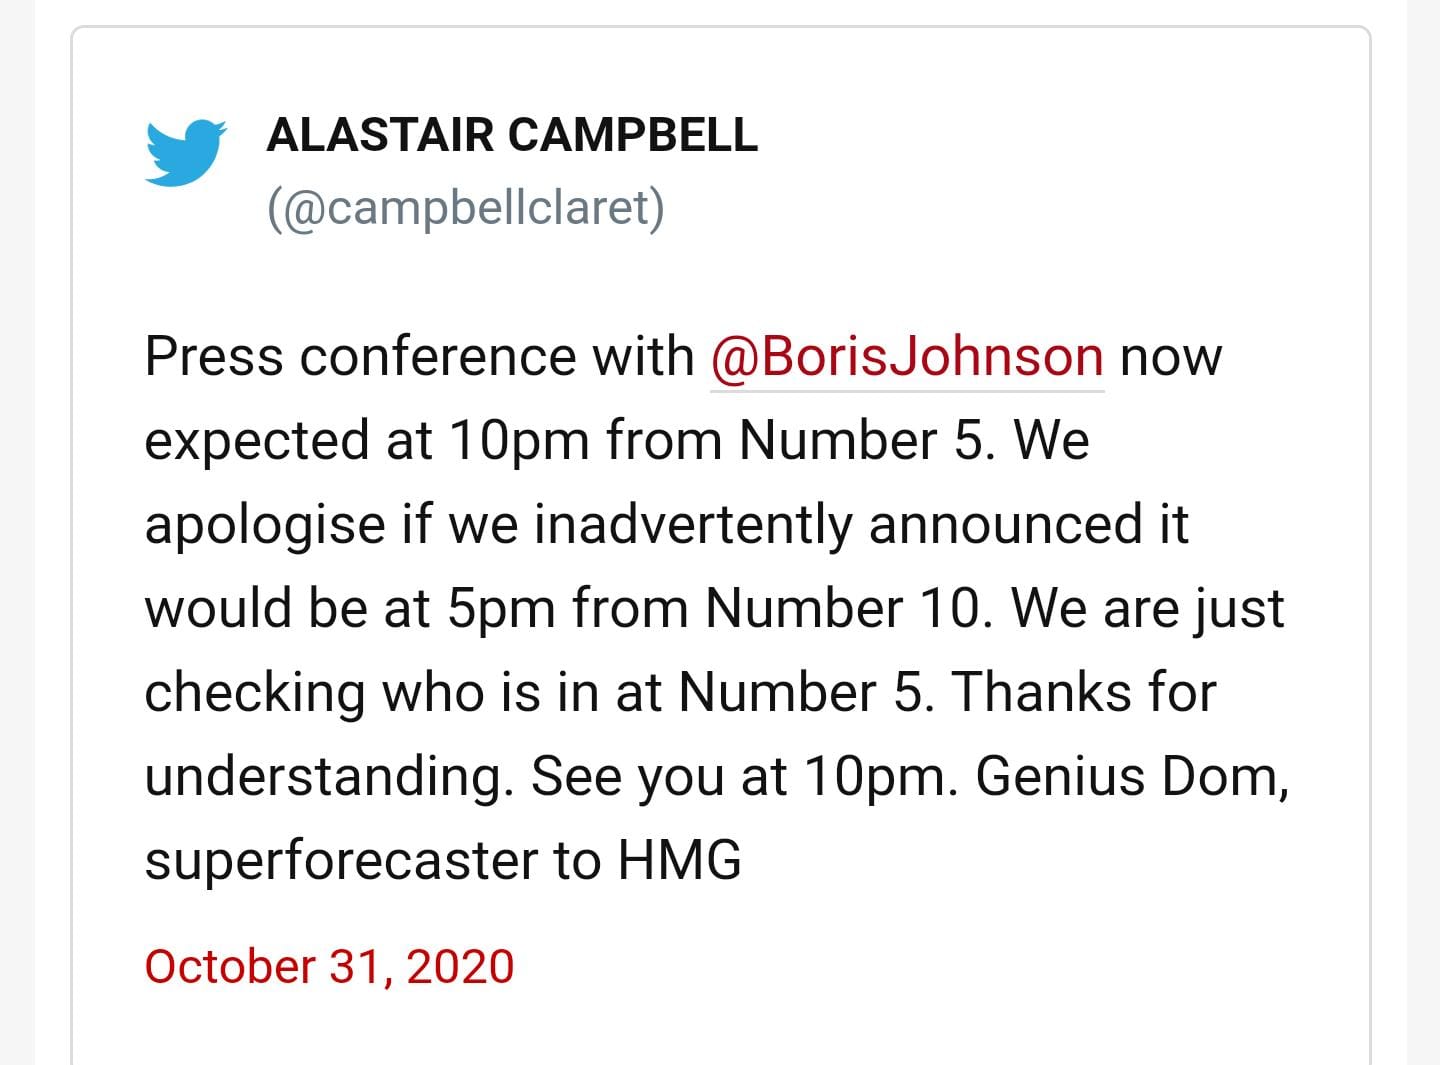 ALASTAIR CAMPBELL
(@campbellclaret)
Press conference with @BorisJohnson now
expected at 10pm from Number 5. We
apologise if we inadvertently announced it
would be at 5pm from Number 10. We are just
checking who is in at Number 5. Thanks for
understanding. See you at 10pm. Genius Dom,
superforecaster to HMG
October 31, 2020